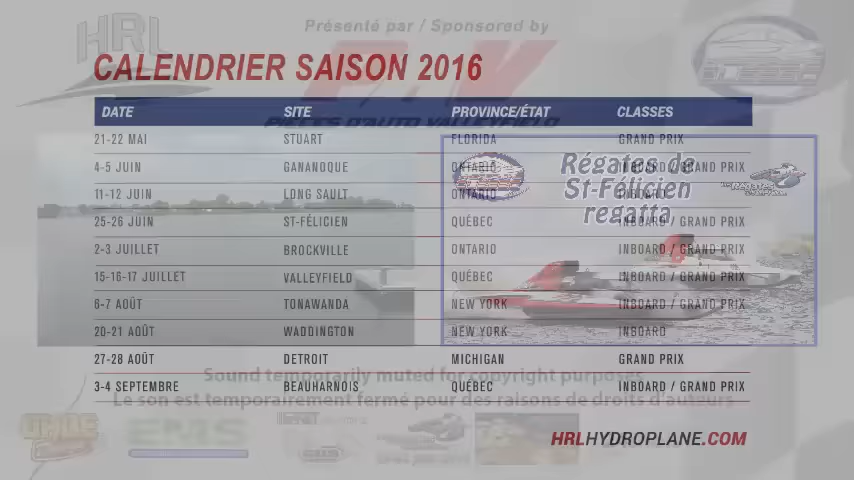 HRL
Présenté par / Sponsored by
PAV
PIÈCES D'AUTO VALLEYFIELD
CALENDRIER SAISON 2016
DATE SITE PROVINCE/ÉTAT CLASSES
21-22 MAI STUART FLORIDA GRAND PRIX
4-5 JUIN GANANOQUE ONTARIO INBOARD / GRAND PRIX
11-12 JUIN LONG SAULT ONTARIO INBOARD
25-26 JUIN ST-FÉLICIEN QUÉBEC INBOARD / GRAND PRIX
2-3 JUILLET BROCKVILLE ONTARIO INBOARD / GRAND PRIX
15-16-17 JUILLET VALLEYFIELD QUÉBEC INBOARD / GRAND PRIX
6-7 AOÛT TONAWANDA NEW YORK INBOARD / GRAND PRIX
20-21 AOÛT WADDINGTON NEW YORK INBOARD
27-28 AOÛT DETROIT MICHIGAN GRAND PRIX
3-4 SEPTEMBRE BEAUHARNOIS QUÉBEC INBOARD / GRAND PRIX
Régates de
St-Félicien
regatta
Sound temporarily muted for copyright purposes
Le son est temporairement fermé pour des raisons de droits d'auteurs
EMS
HRLHYDROPLANE.COM